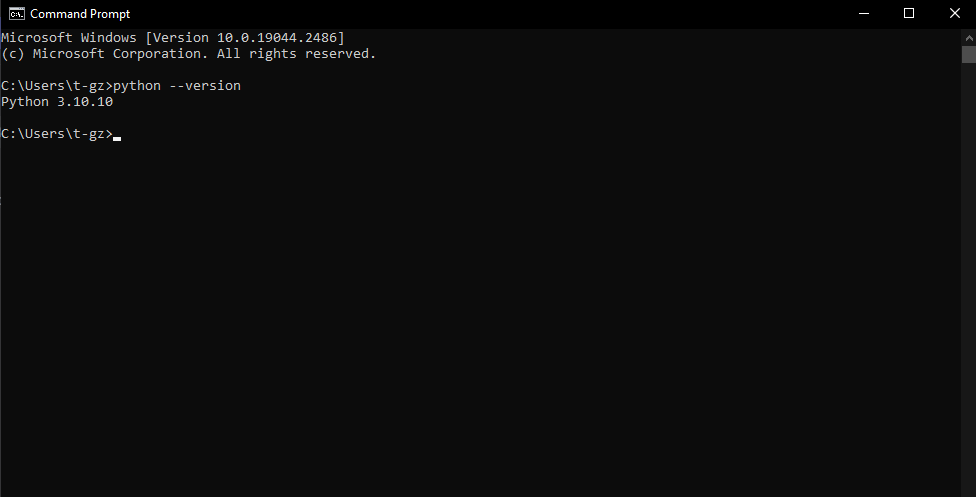 Command Prompt
Microsoft Windows [Version 10.0.19044.2486]
(c) Microsoft Corporation. All rights reserved.
C:\Users\t-gz>python --version
Python 3.10.10
C:\Users\t-gz>